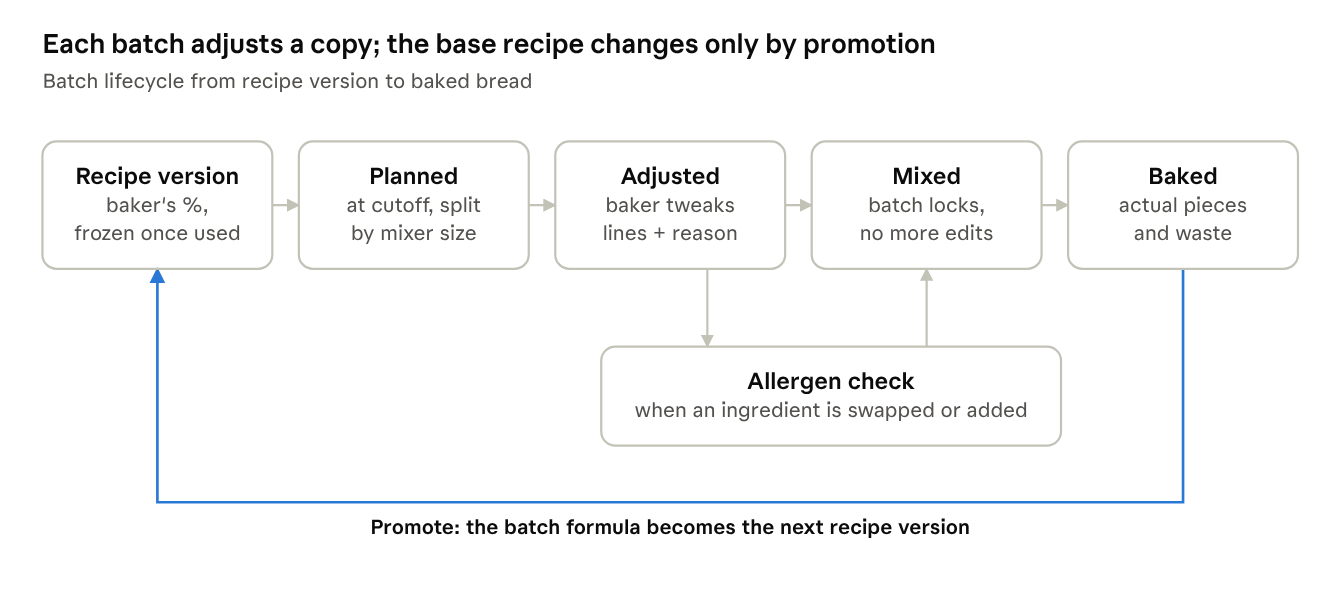 Each batch adjusts a copy; the base recipe changes only by promotion
Batch lifecycle from recipe version to baked bread
Recipe version
baker's %,
frozen once used
Planned
at cutoff, split
by mixer size
Adjusted
baker tweaks
lines + reason
Mixed
batch locks,
no more edits
Baked
actual pieces
and waste
Allergen check
when an ingredient is swapped or added
Promote: the batch formula becomes the next recipe version